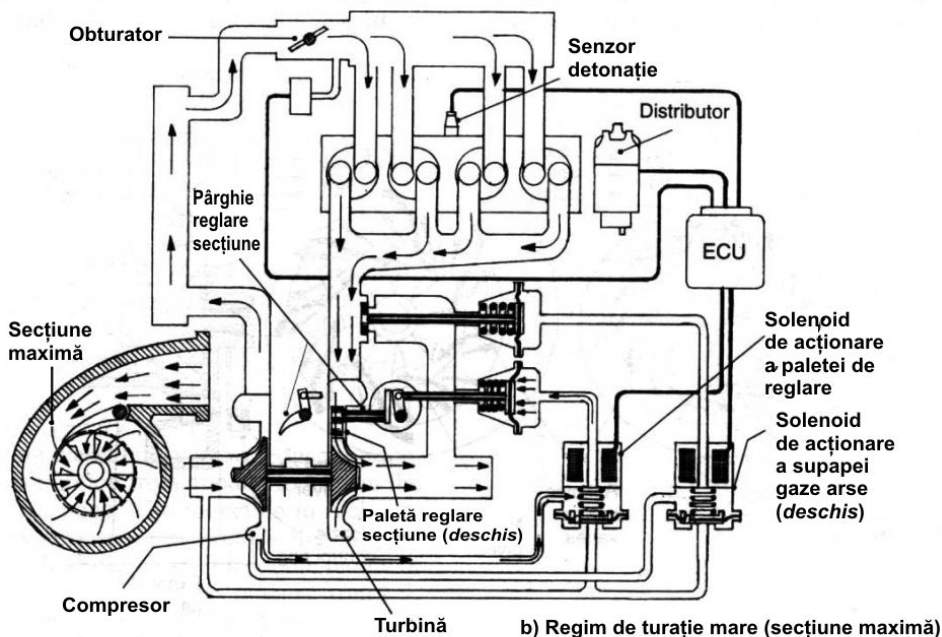 Obturator
Senzor
detonație
Distributor
Pârghie
reglare
secțiune
ECU
Secțiune
maximă
Solenoid
de acționare
a paletei de
reglare
Solenoid
de acționare
a supapei
gaze arse
(deschis)
Paletă reglare
secțiune (deschis)
Compresor
Turbină
b) Regim de turație mare (secțiune maximă)